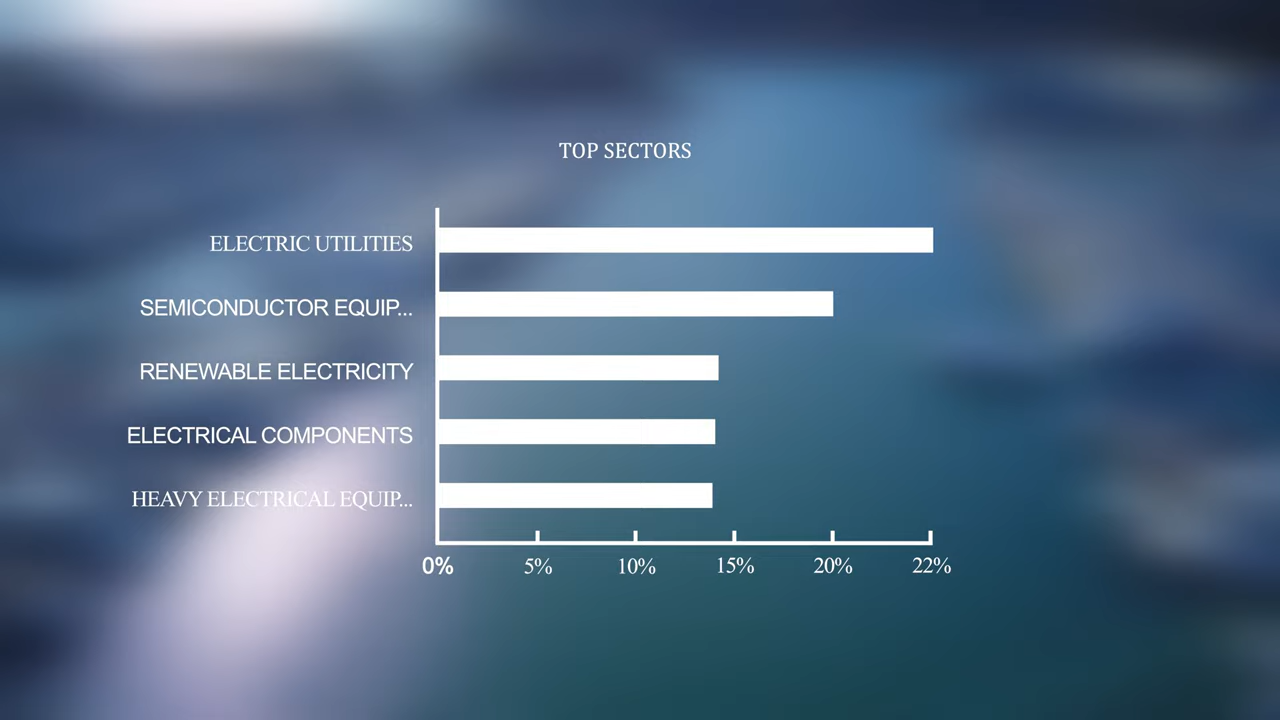 TOP SECTORS
ELECTRIC UTILITIES
SEMICONDUCTOR EQUIP...
RENEWABLE ELECTRICITY
ELECTRICAL COMPONENTS
HEAVY ELECTRICAL EQUIP...
0% 5% 10% 15% 20% 22%